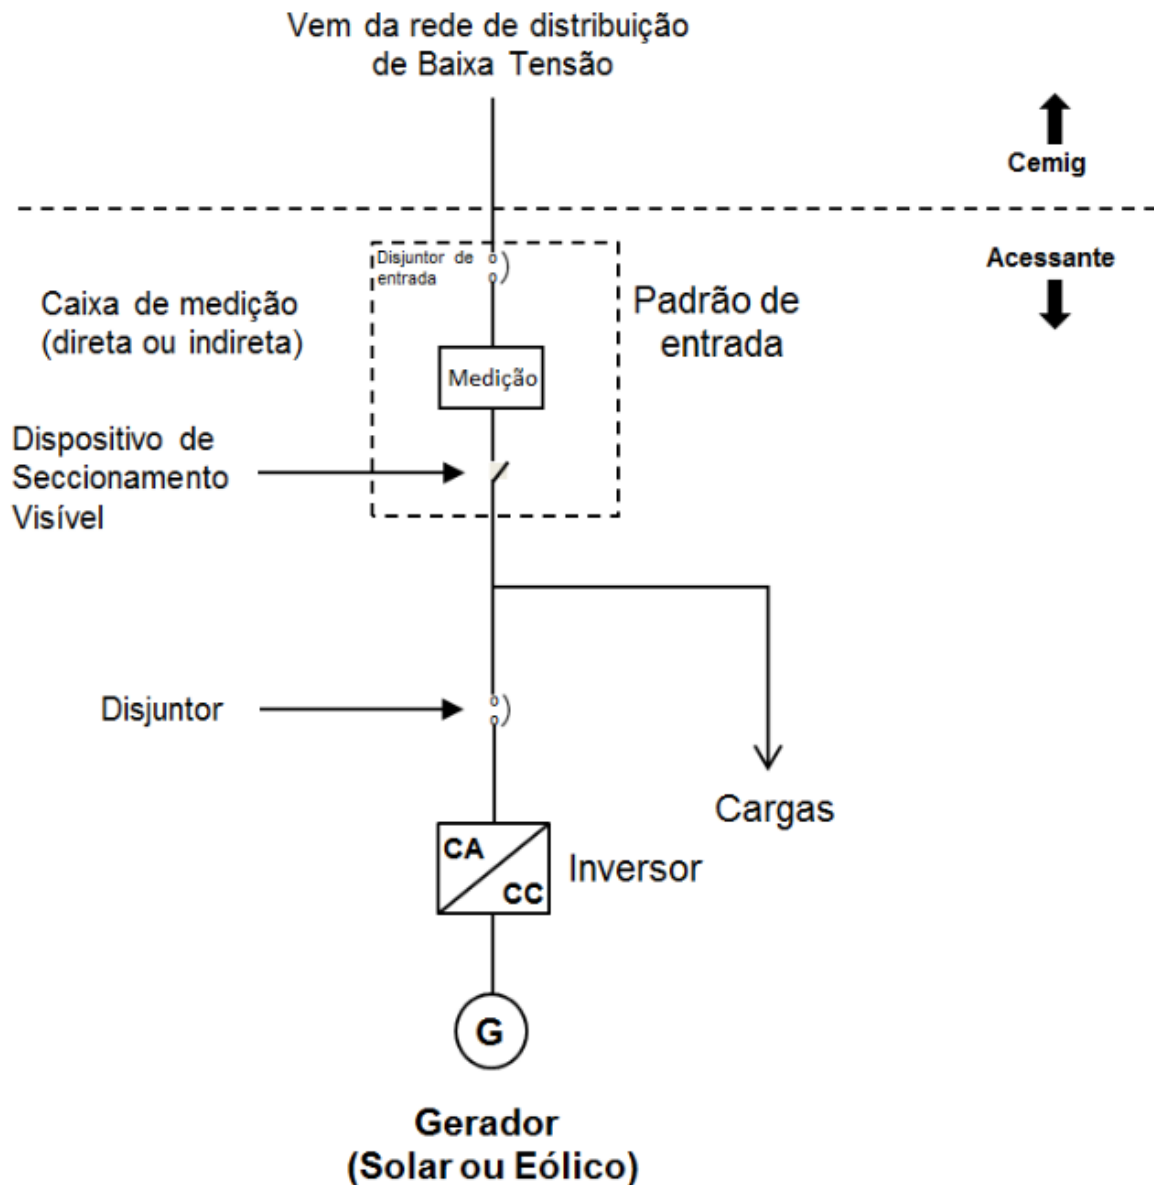 Vem da rede de distribuição
de Baixa Tensão
Cemig
Disjuntor de
entrada
Acessante
Caixa de medição
(direta ou indireta)
Padrão de
entrada
Medição
Dispositivo de
Seccionamento
Visível
Disjuntor
Cargas
CA
CC
Inversor
G
Gerador
(Solar ou Eólico)